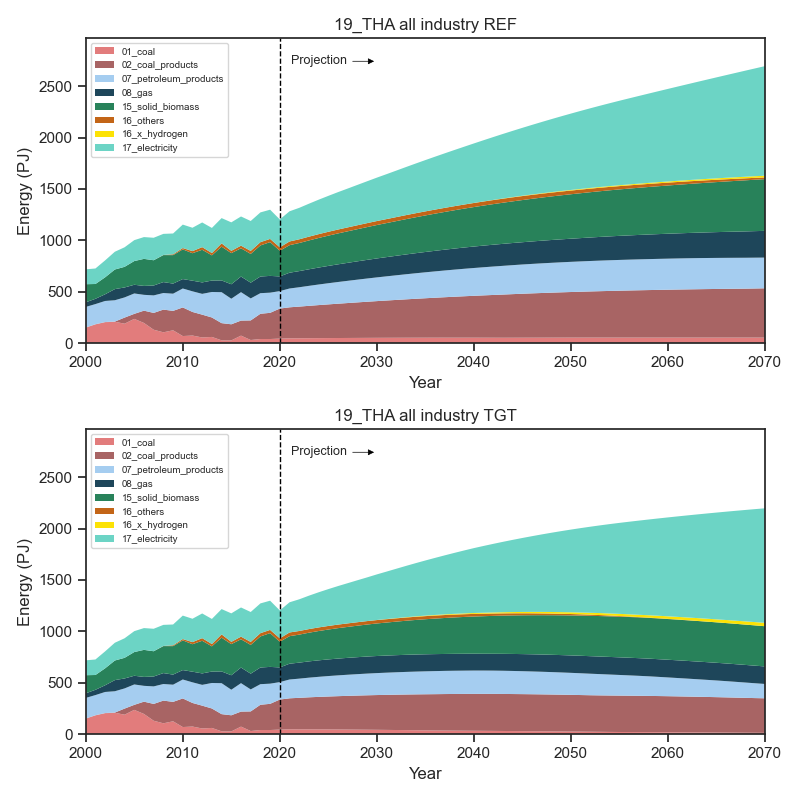 19_THA all industry REF
01_coal
02_coal_products
07_petroleum_products
08_gas
15_solid_biomass
16_others
16_x_hydrogen
17_electricity
Projection
Energy (PJ)
2500
2000
1500
1000
500
0
2000 2010 2020 2030 2040 2050 2060 2070
Year
19_THA all industry TGT
01_coal
02_coal_products
07_petroleum_products
08_gas
15_solid_biomass
16_others
16_x_hydrogen
17_electricity
Projection
Energy (PJ)
2500
2000
1500
1000
500
0
2000 2010 2020 2030 2040 2050 2060 2070
Year